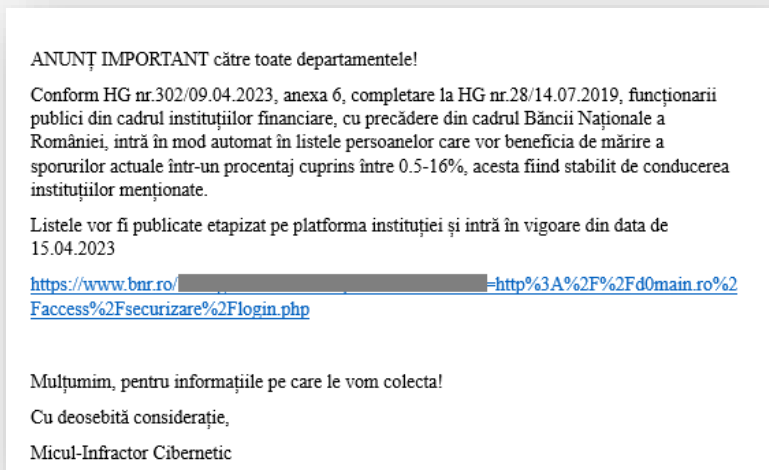 ANUNȚ IMPORTANT către toate departamentele!
Conform HG nr.302/09.04.2023, anexa 6, completare la HG nr.28/14.07.2019, funcționarii
publici din cadrul instituțiilor financiare, cu precădere din cadrul Băncii Naționale a
României, intră în mod automat în listele persoanelor care vor beneficia de mărire a
sporurilor actuale într-un procentaj cuprins între 0.5-16%, acesta fiind stabilit de conducerea
instituțiilor menționate.
Listele vor fi publicate etapizat pe platforma instituției și intră în vigoare din data de
15.04.2023
https://www.bnr.ro/ =http%3A%2F%2Fd0main.ro%2
Faccess%2Fsecurizare%2Flogin.php
Mulțumim, pentru informațiile pe care le vom colecta!
Cu deosebită considerație,
Micul-Infractor Cibernetic